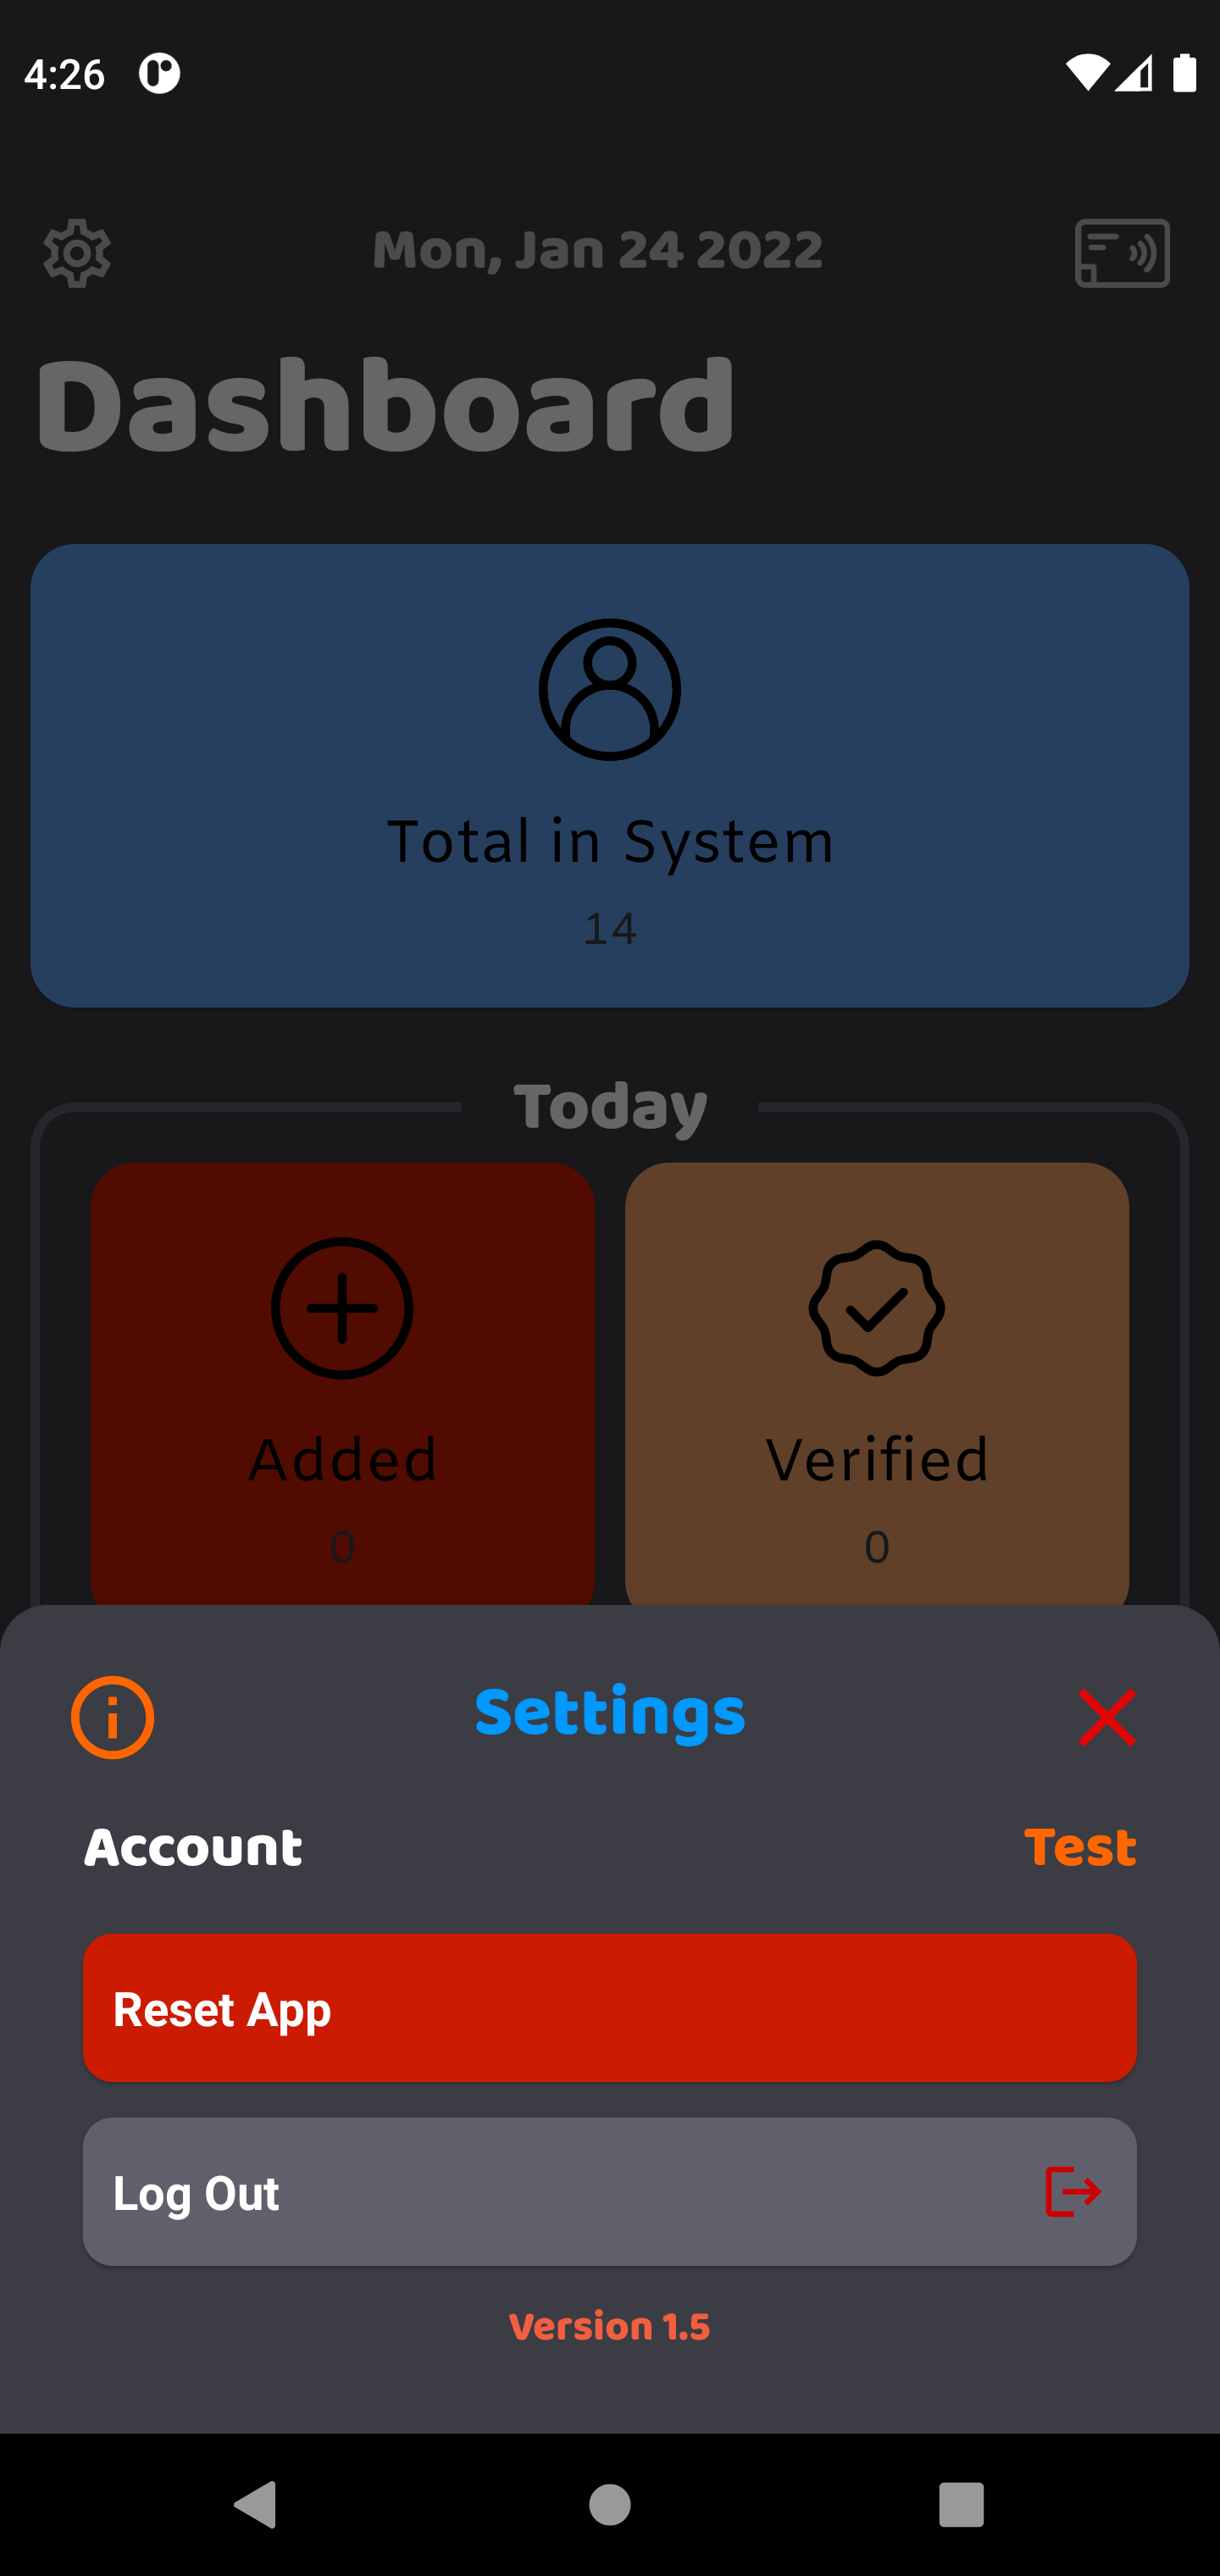 4:26
Mon, Jan 24 2022
Dashboard
Total in System
14
Today
Added
0
Verified
0
Settings
Account
Test
Reset App
Log Out
Version 1.5